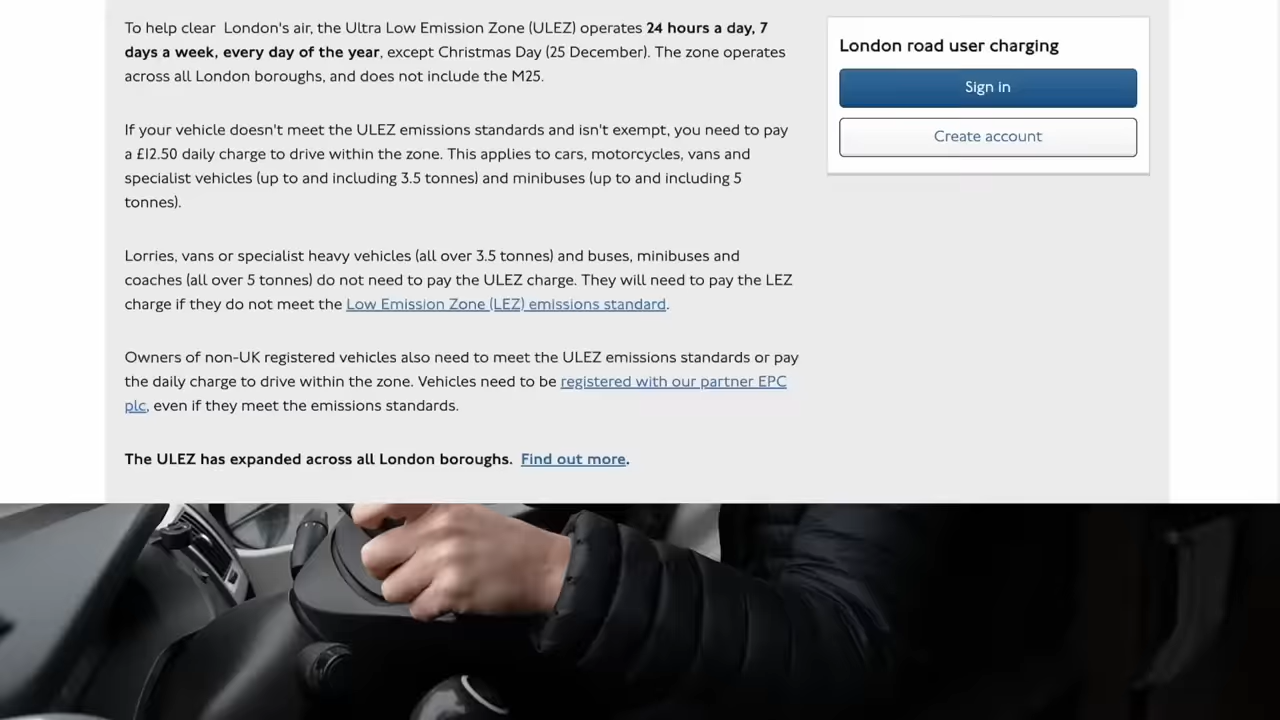 To help clear London's air, the Ultra Low Emission Zone (ULEZ) operates 24 hours a day, 7
days a week, every day of the year, except Christmas Day (25 December). The zone operates
across all London boroughs, and does not include the M25.
If your vehicle doesn't meet the ULEZ emissions standards and isn't exempt, you need to pay
a £12.50 daily charge to drive within the zone. This applies to cars, motorcycles, vans and
specialist vehicles (up to and including 3.5 tonnes) and minibuses (up to and including 5
tonnes).
Lorries, vans or specialist heavy vehicles (all over 3.5 tonnes) and buses, minibuses and
coaches (all over 5 tonnes) do not need to pay the ULEZ charge. They will need to pay the LEZ
charge if they do not meet the Low Emission Zone (LEZ) emissions standard.
Owners of non-UK registered vehicles also need to meet the ULEZ emissions standards or pay
the daily charge to drive within the zone. Vehicles need to be registered with our partner EPC
plc, even if they meet the emissions standards.
The ULEZ has expanded across all London boroughs. Find out more.
London road user charging
Sign in
Create account